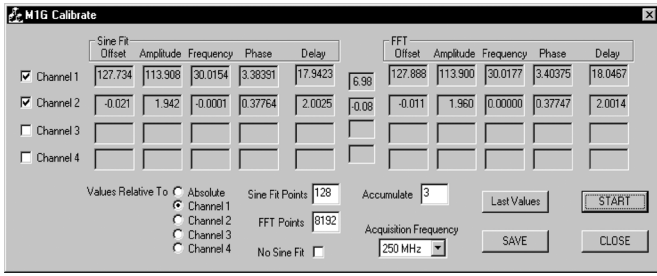 M1G Calibrate
Sine Fit FFT
Offset Amplitude Frequency Phase Delay Offset Amplitude Frequency Phase Delay
Channel 1 127.734 113.908 30.0154 3.38391 17.9423 6.98 127.888 113.900 30.0177 3.40375 18.0467
Channel 2 -0.021 1.942 -0.0001 0.37764 2.0025 -0.08 -0.011 1.960 0.00000 0.37747 2.0014
Channel 3
Channel 4
Values Relative To Absolute Sine Fit Points 128 Accumulate 3 Last Values START
Channel 1
Channel 2 FFT Points 8192 Acquisition Frequency
Channel 3 250 MHz SAVE CLOSE
Channel 4 No Sine Fit